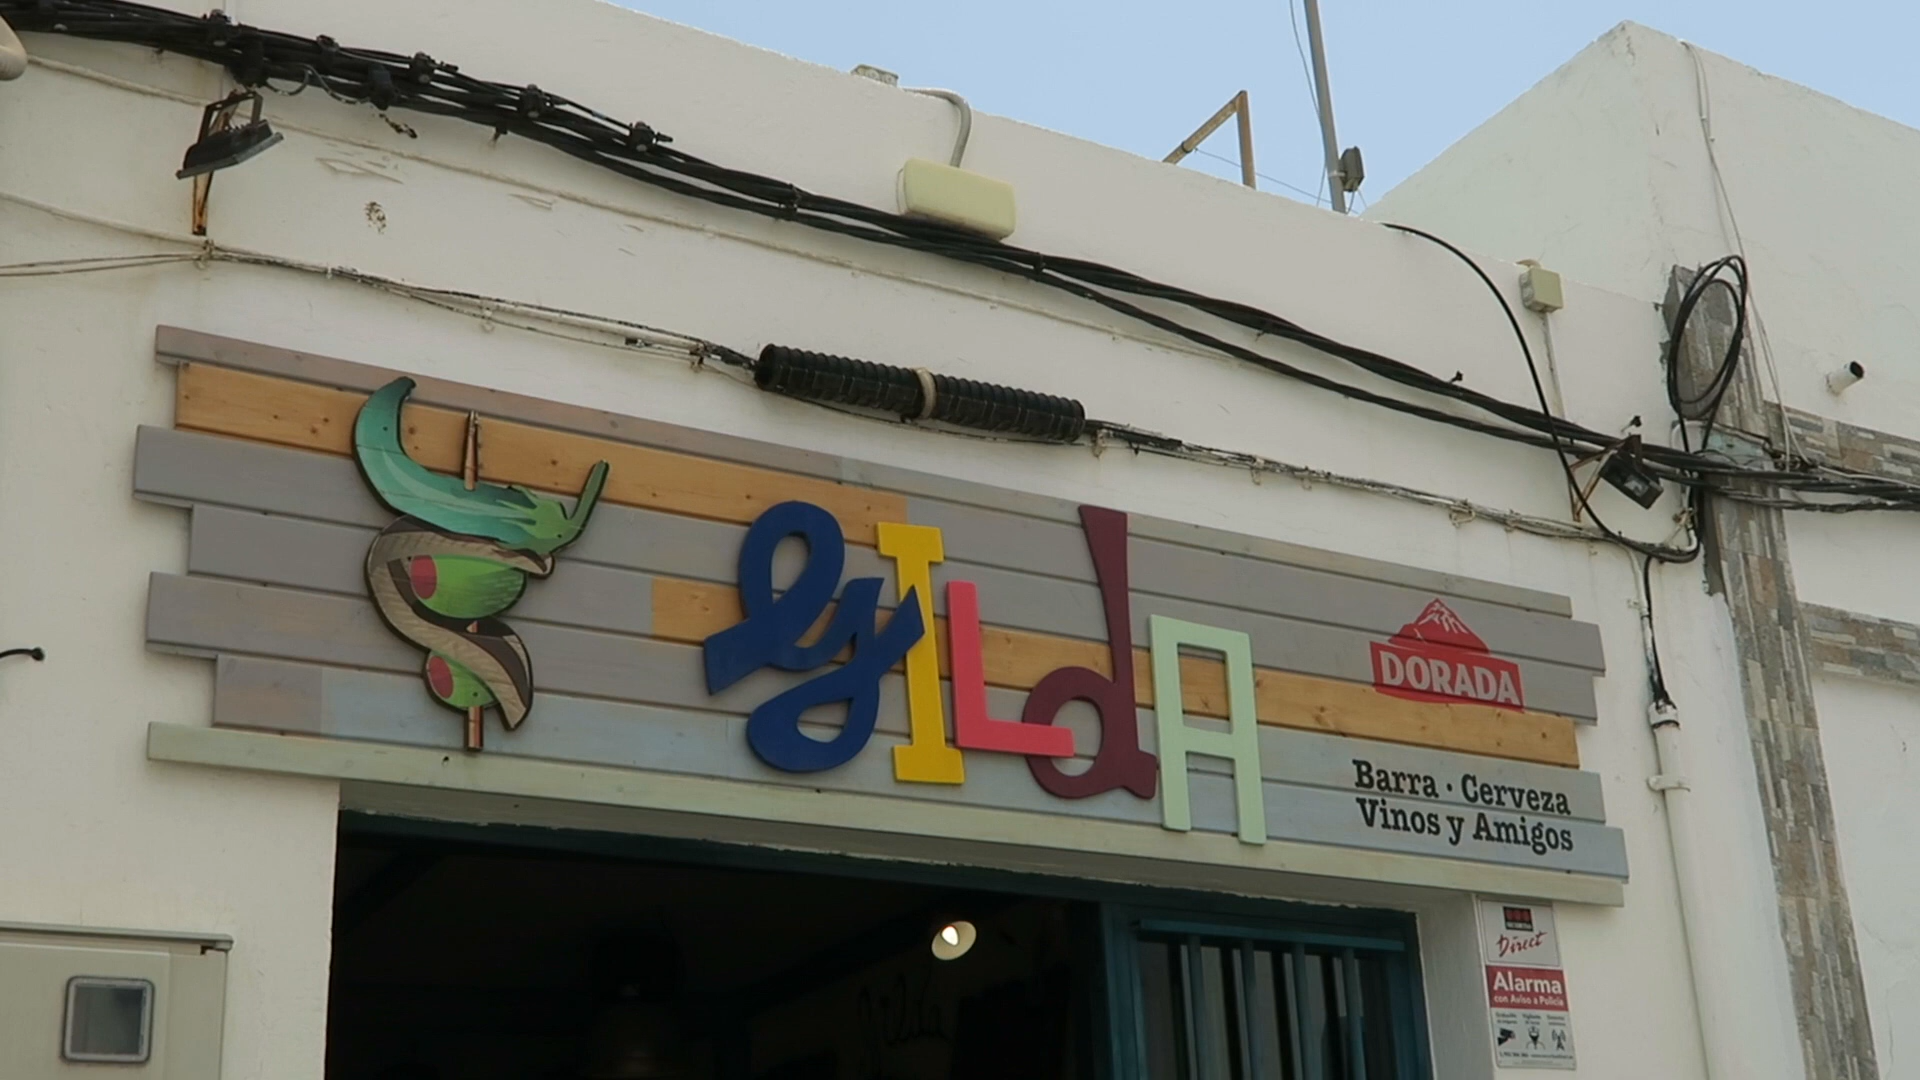 gILdA
DORADA
Barra · Cerveza
Vinos y Amigos
Direct
Alarma
con Aviso a Policía